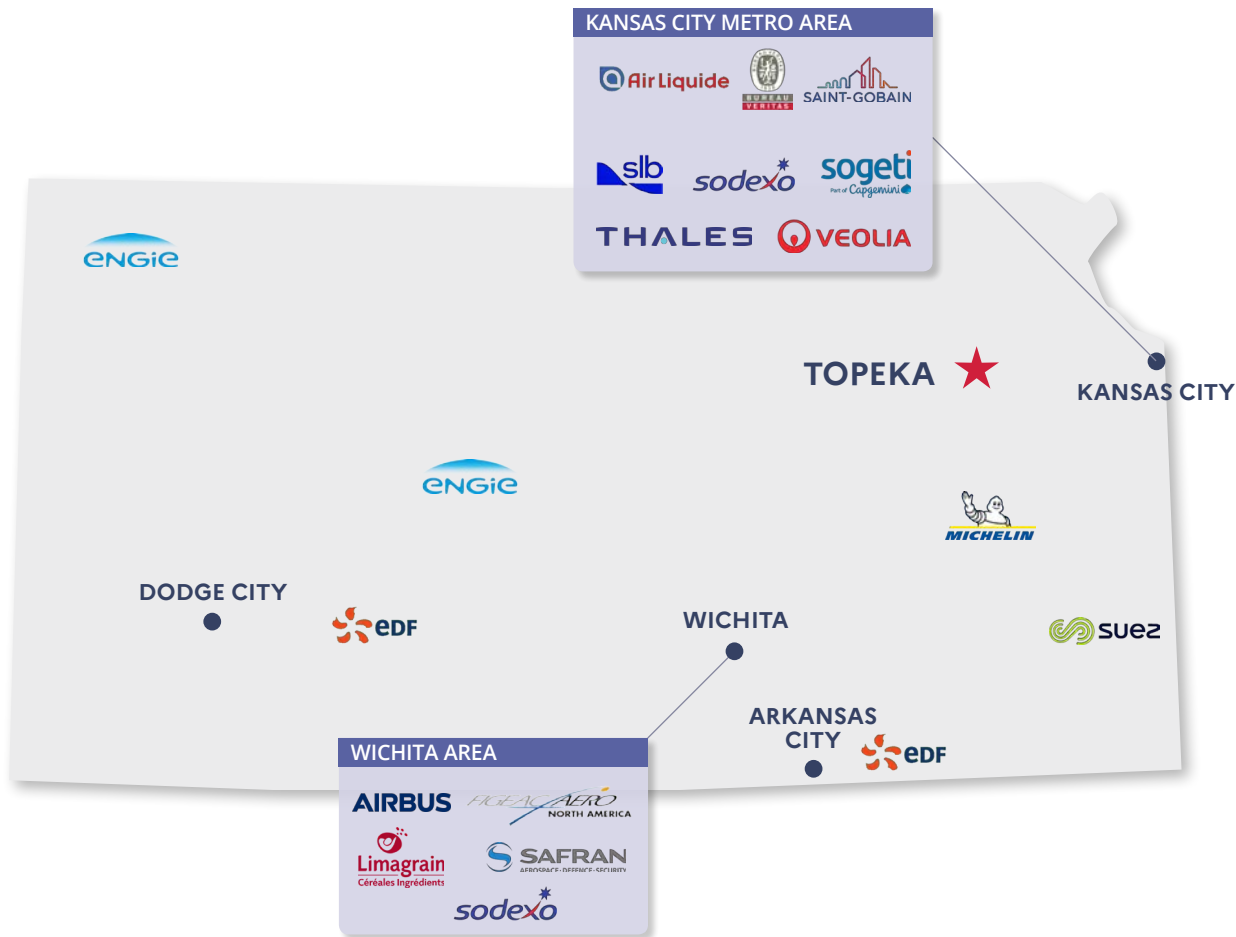 KANSAS CITY METRO AREA
Air Liquide
BUREAU
VERITAS
SAINT-GOBAIN
slb
sodexo
sogeti
Part of Capgemini
THALES
VEOLIA
ENGIE
TOPEKA
KANSAS CITY
ENGIE
MICHELIN
DODGE CITY
eDF
WICHITA
suez
ARKANSAS
CITY
eDF
WICHITA AREA
AIRBUS
FIGEAC AERO
NORTH AMERICA
Limagrain
Céréales Ingrédients
SAFRAN
AEROSPACE·DEFENCE·SECURITY
sodexo